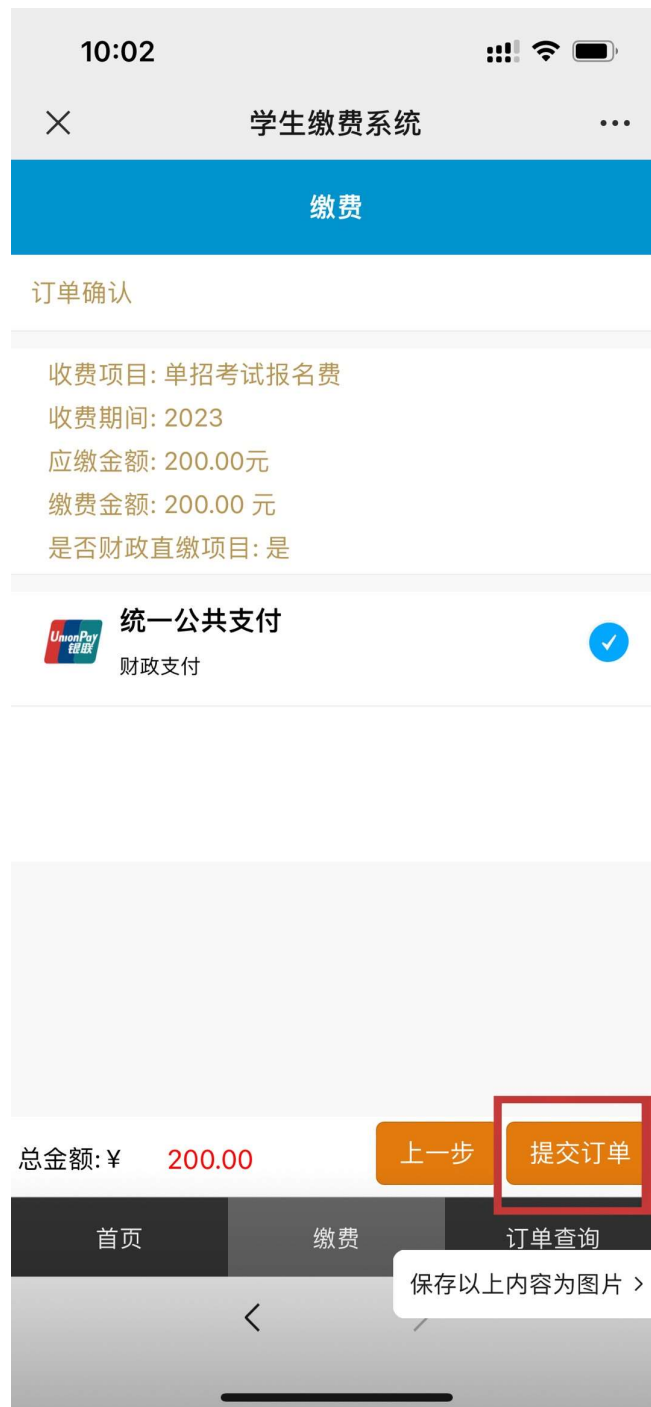 10:02
学生缴费系统
缴费
订单确认
收费项目: 单招考试报名费
收费期间: 2023
应缴金额: 200.00元
缴费金额: 200.00 元
是否财政直缴项目: 是
UnionPay
银联
统一公共支付
财政支付
总金额:¥ 200.00 上一步 提交订单
首页 缴费 订单查询
保存以上内容为图片 >